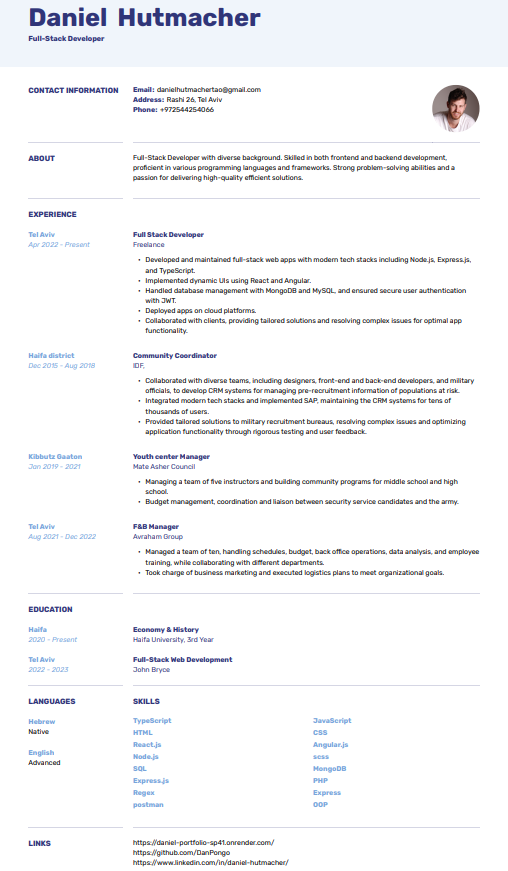 Daniel Hutmacher
Full-Stack Developer
CONTACT INFORMATION
Email: danielhutmachertao@gmail.com
Address: Rashi 26, Tel Aviv
Phone: +972544254066
ABOUT
Full-Stack Developer with diverse background. Skilled in both frontend and backend development,
proficient in various programming languages and frameworks. Strong problem-solving abilities and a
passion for delivering high-quality efficient solutions.
EXPERIENCE
Tel Aviv
Apr 2022 - Present
Full Stack Developer
Freelance
• Developed and maintained full-stack web apps with modern tech stacks including Node.js, Express.js,
and TypeScript.
• Implemented dynamic UIs using React and Angular.
• Handled database management with MongoDB and MySQL, and ensured secure user authentication
with JWT.
• Deployed apps on cloud platforms.
• Collaborated with clients, providing tailored solutions and resolving complex issues for optimal app
functionality.
Haifa district
Dec 2015 - Aug 2018
Community Coordinator
IDF,
• Collaborated with diverse teams, including designers, front-end and back-end developers, and military
officials, to develop CRM systems for managing pre-recruitment information of populations at risk.
• Integrated modern tech stacks and implemented SAP, maintaining the CRM systems for tens of
thousands of users.
• Provided tailored solutions to military recruitment bureaus, resolving complex issues and optimizing
application functionality through rigorous testing and user feedback.
Kibbutz Gaaton
Jan 2019 - 2021
Youth center Manager
Mate Asher Council
• Managing a team of five instructors and building community programs for middle school and high
school.
• Budget management, coordination and liaison between security service candidates and the army.
Tel Aviv
Aug 2021 - Dec 2022
F&B Manager
Avraham Group
• Managed a team of ten, handling schedules, budget, back office operations, data analysis, and employee
training, while collaborating with different departments.
• Took charge of business marketing and executed logistics plans to meet organizational goals.
EDUCATION
Haifa
2020 - Present
Economy & History
Haifa University, 3rd Year
Tel Aviv
2022 - 2023
Full-Stack Web Development
John Bryce
LANGUAGES
Hebrew
Native
English
Advanced
SKILLS
TypeScript
JavaScript
HTML
CSS
React.js
Angular.js
Node.js
scss
SQL
MongoDB
Express.js
PHP
Regex
Express
postman
OOP
LINKS
https://daniel-portfolio-sp41.onrender.com/
https://github.com/DanPongo
https://www.linkedin.com/in/daniel-hutmacher/